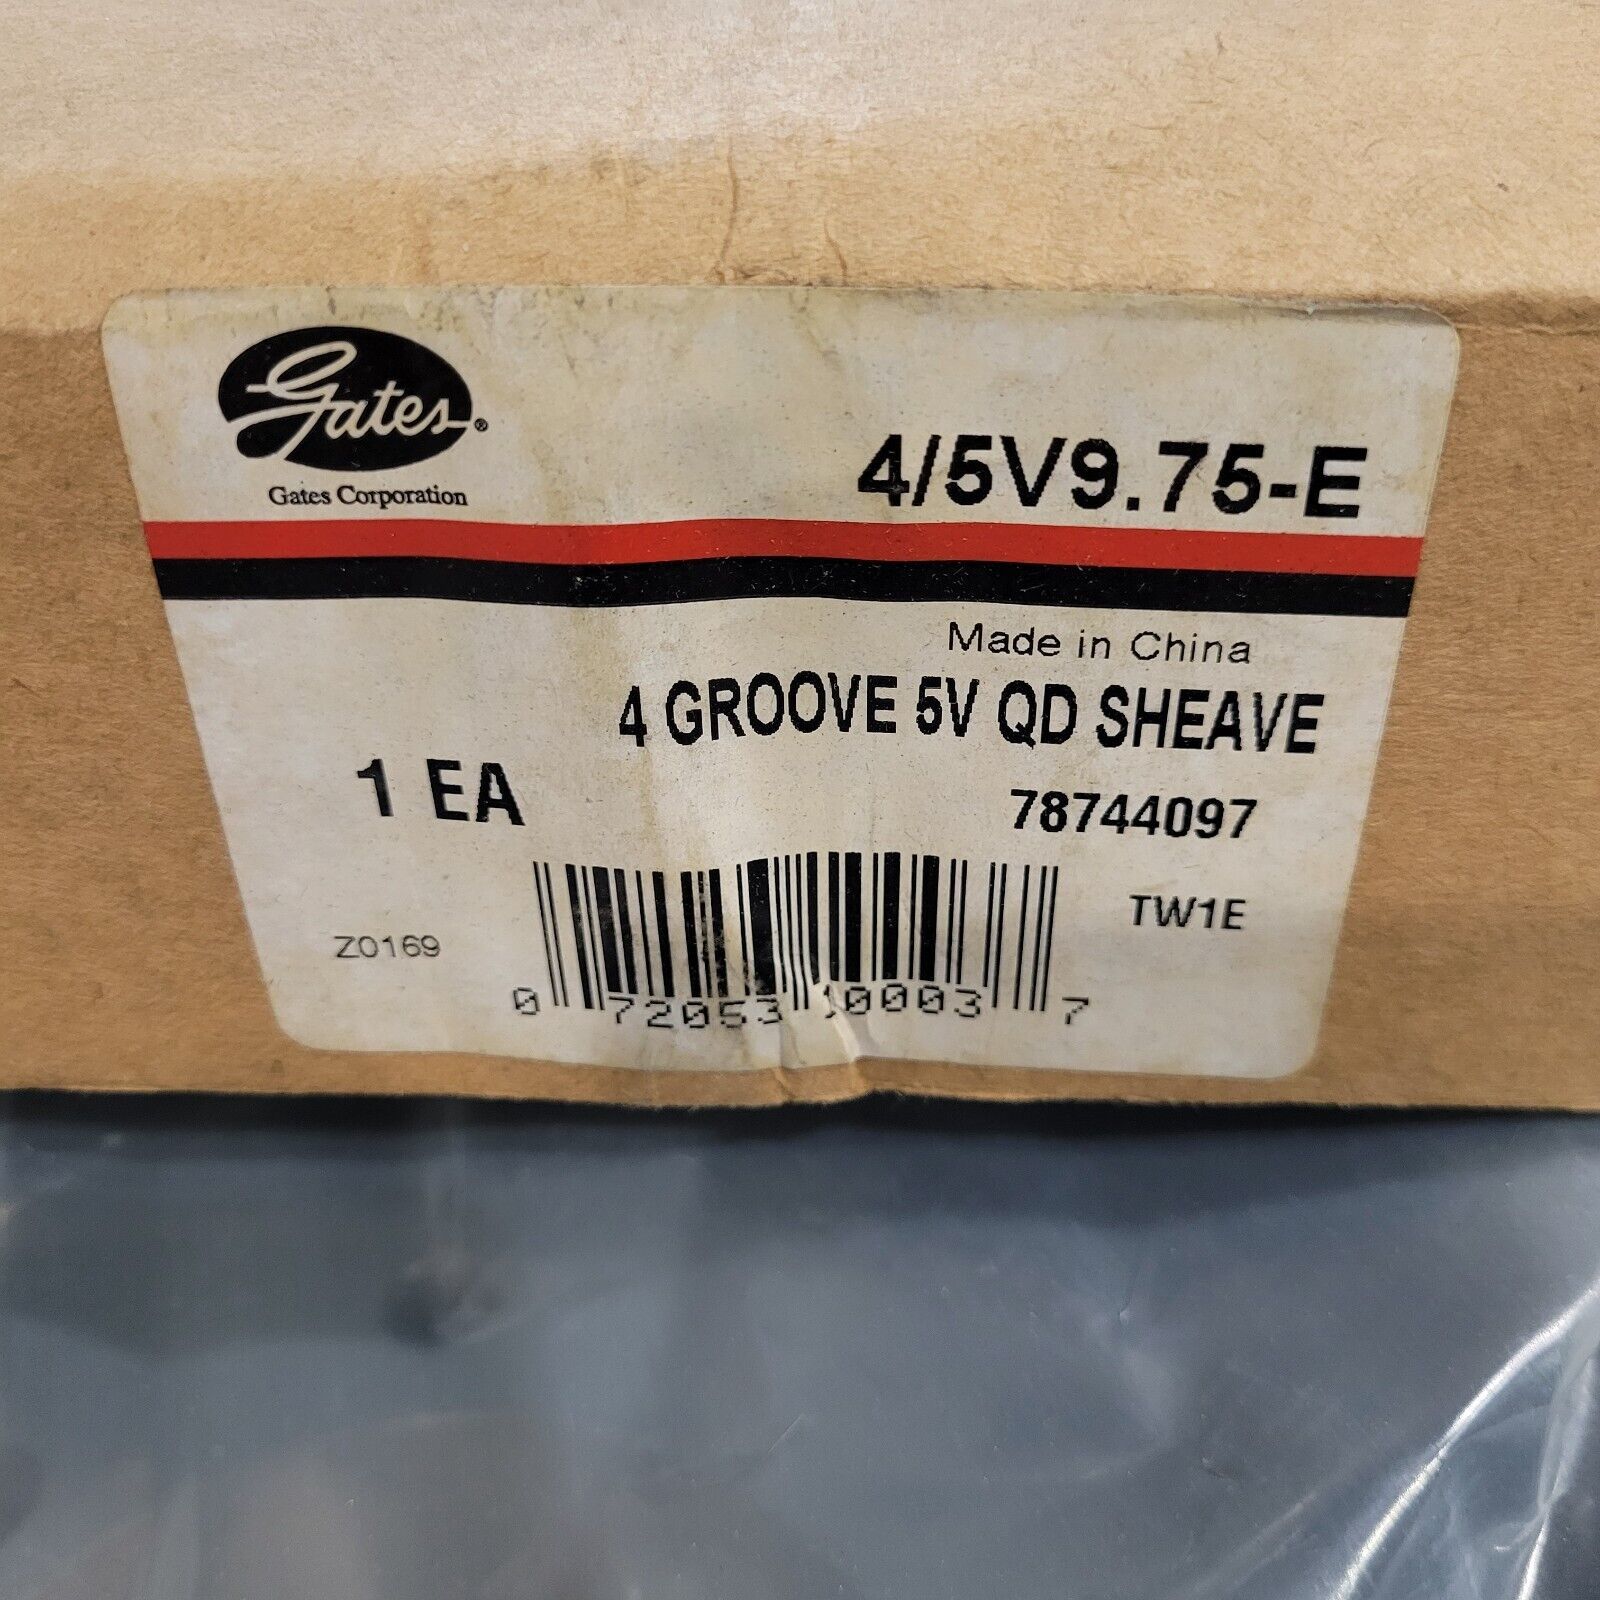 Gates®
Gates Corporation
4/5V9.75-E
Made in China
4 GROOVE 5V QD SHEAVE
1 EA
78744097
TW1E
Z0169
0 72053 10003 7